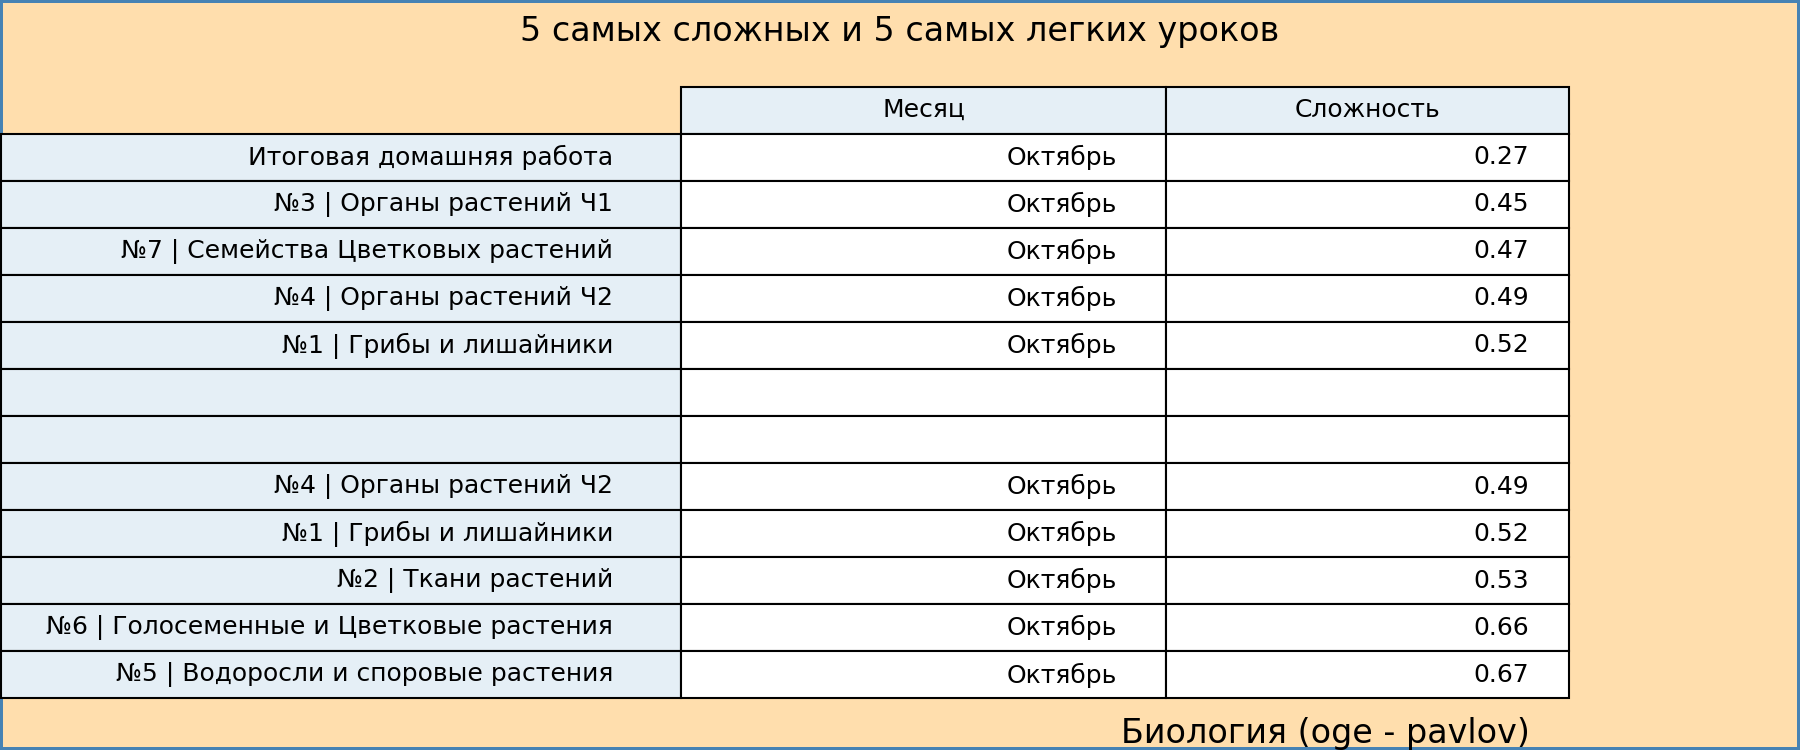 5 самых сложных и 5 самых легких уроков
Месяц Сложность
Итоговая домашняя работа Октябрь 0.27
№3 | Органы растений Ч1 Октябрь 0.45
№7 | Семейства Цветковых растений Октябрь 0.47
№4 | Органы растений Ч2 Октябрь 0.49
№1 | Грибы и лишайники Октябрь 0.52
№4 | Органы растений Ч2 Октябрь 0.49
№1 | Грибы и лишайники Октябрь 0.52
№2 | Ткани растений Октябрь 0.53
№6 | Голосеменные и Цветковые растения Октябрь 0.66
№5 | Водоросли и споровые растения Октябрь 0.67
Биология (oge - pavlov)